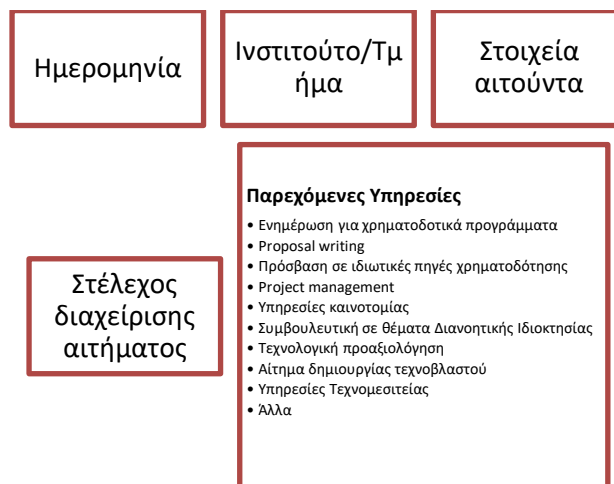 Ημερομηνία
Ινστιτούτο/Τμ
ήμα
Στοιχεία
αιτούντα
Στέλεχος
διαχείρισης
αιτήματος
Παρεχόμενες Υπηρεσίες
• Ενημέρωση για χρηματοδοτικά προγράμματα
• Proposal writing
• Πρόσβαση σε ιδιωτικές πηγές χρηματοδότησης
• Project management
• Υπηρεσίες καινοτομίας
• Συμβουλευτική σε θέματα Διανοητικής Ιδιοκτησίας
• Τεχνολογική προαξιολόγηση
• Αίτημα δημιουργίας τεχνοβλαστού
• Υπηρεσίες Τεχνομεσιτείας
• Άλλα